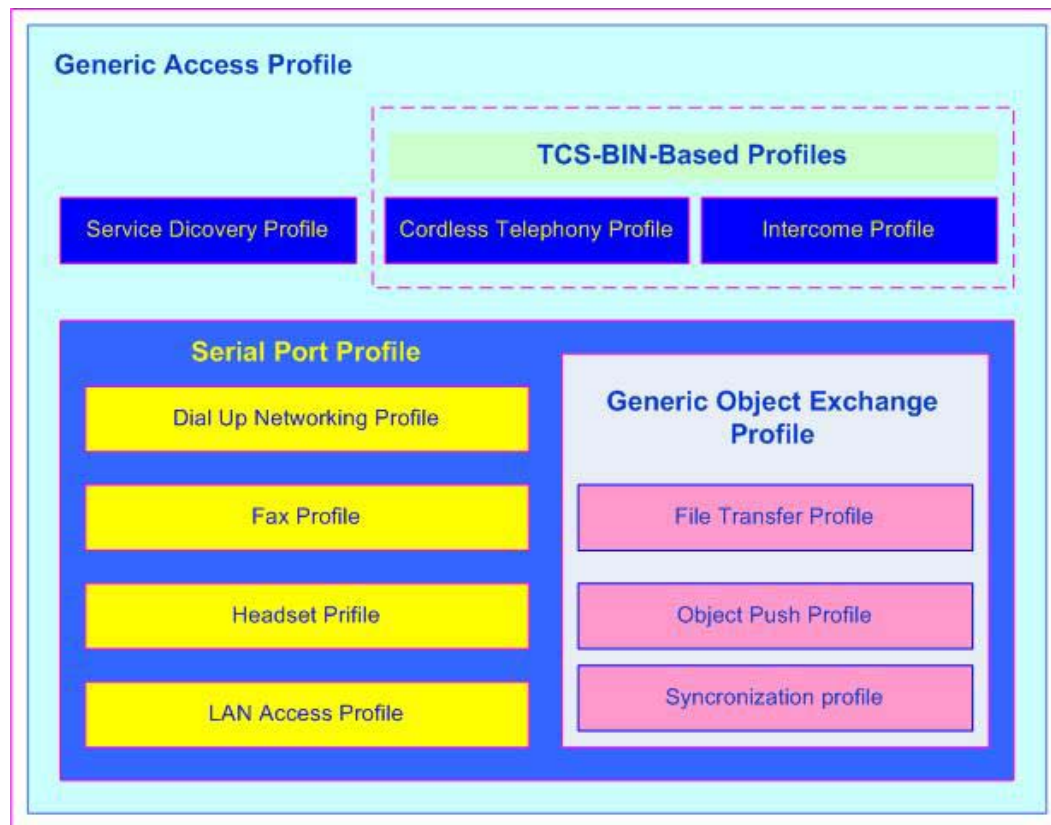 Generic Access Profile
TCS-BIN-Based Profiles
Service Dicovery Profile
Cordless Telephony Profile
Intercome Profile
Serial Port Profile
Dial Up Networking Profile
Fax Profile
Headset Prifile
LAN Access Profile
Generic Object Exchange
Profile
File Transfer Profile
Object Push Profile
Syncronization profile